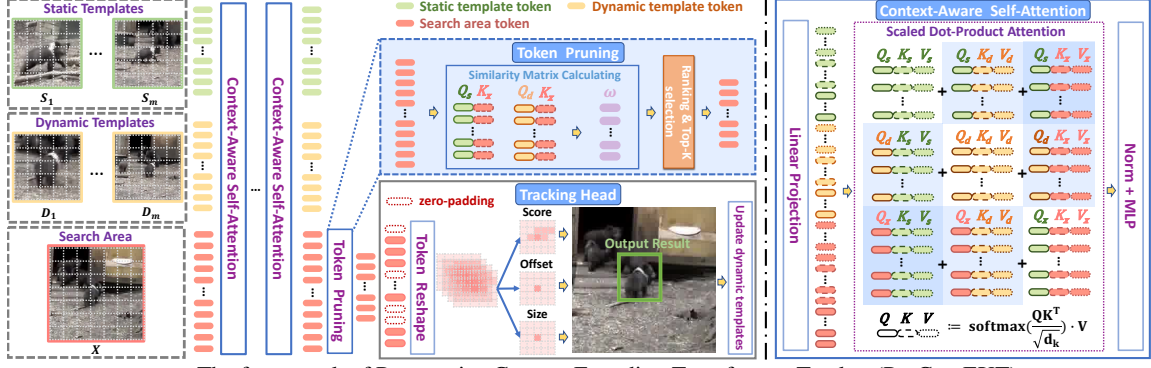 Static Templates
S1
...
Sm
Dynamic Templates
D1
...
Dm
Search Area
X
Context-Aware Self-Attention
...
Context-Aware Self-Attention
Static template token
Dynamic template token
Search area token
Token Pruning
Similarity Matrix Calculating
Qs Kx
Qd Kx
ω
Ranking & Top-K
selection
Token Pruning
Tracking Head
zero-padding
Token Reshape
Score
Offset
Size
Output Result
Update dynamic templates
Context-Aware Self-Attention
Linear Projection
Scaled Dot-Product Attention
Qs Ks Vs
Qs Kd Vd
Qs Kx Vx
+ +
Qd Ks Vs
Qd Kd Vd
Qd Kx Vx
+ +
Qx Ks Vs
Qx Kd Vd
Qx Kx Vx
+ +
Q K V
≔ softmax(QK^T/√dk) · V
Norm + MLP